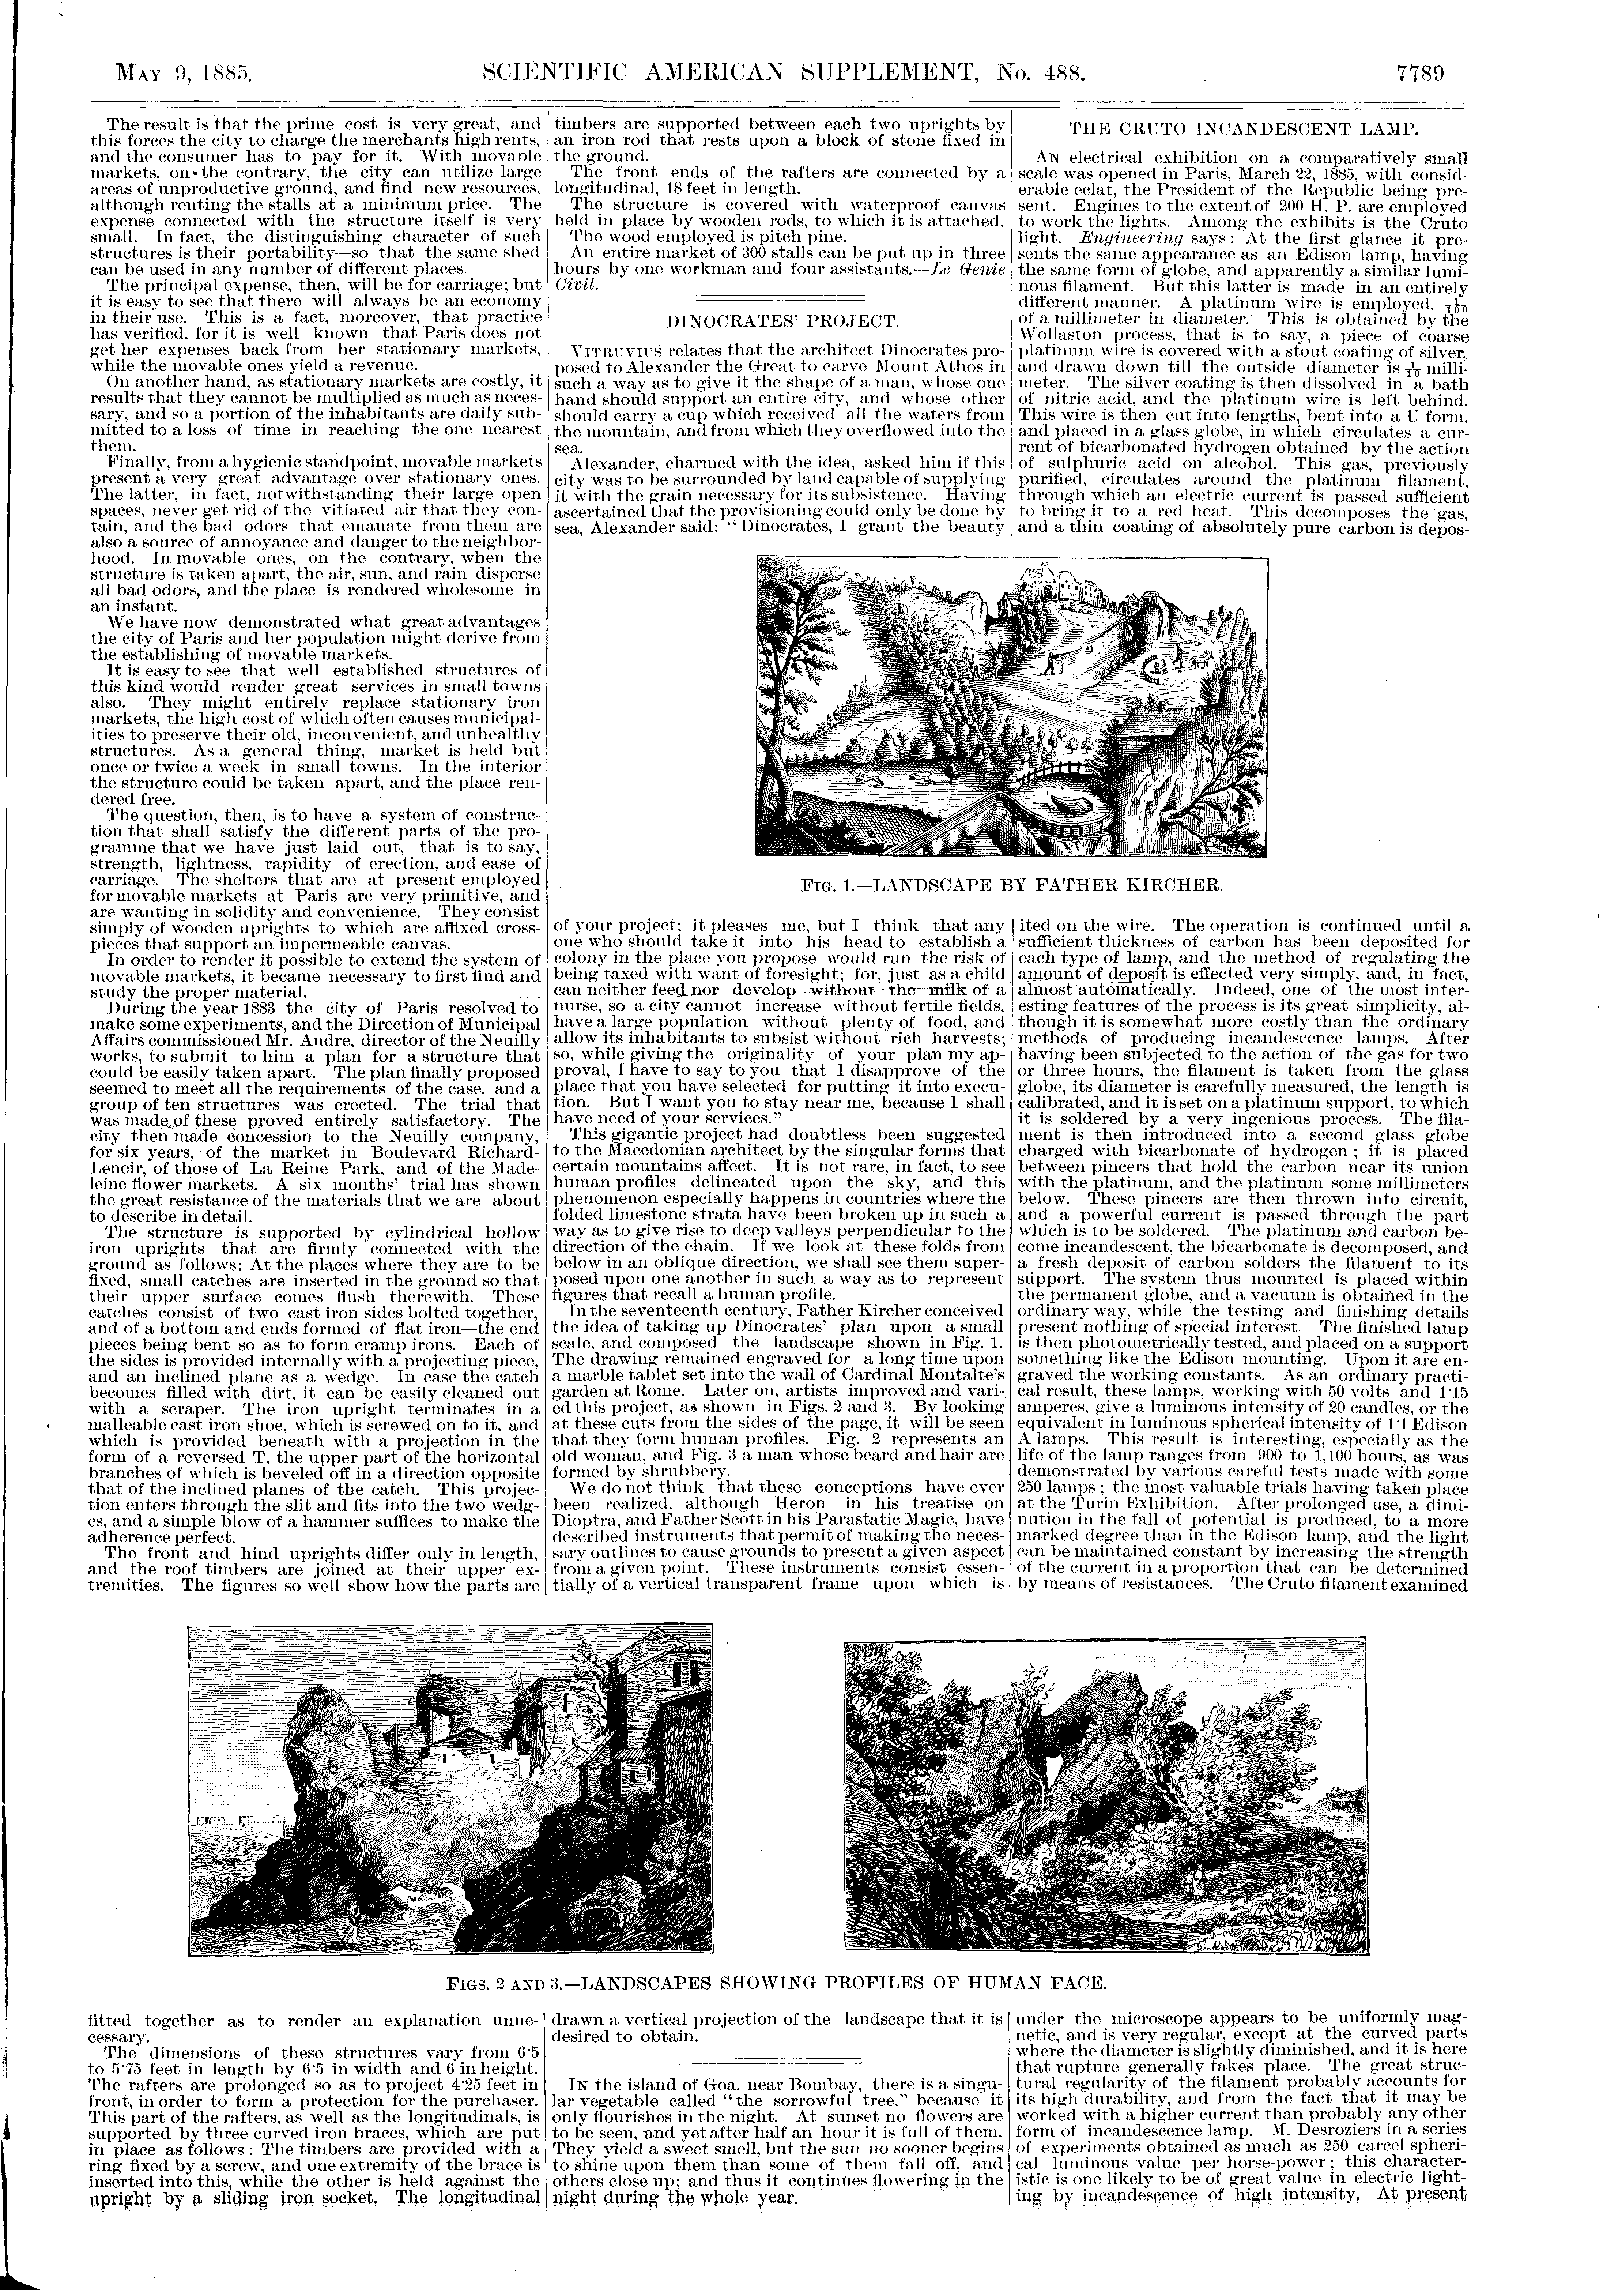 MAY 9, 1885.
SCIENTIFIC AMERICAN SUPPLEMENT, No. 488.
7789
The result is that the prime cost is very great, and
this forces the city to charge the merchants high rents,
and the consumer has to pay for it. With movable
markets, on the contrary, the city can utilize large
areas of unproductive ground, and find new resources,
although renting the stalls at a minimum price. The
expense connected with the structure itself is very
small. In fact, the distinguishing character of such
structures is their portability—so that the same shed
can be used in any number of different places.
The principal expense, then, will be for carriage; but
it is easy to see that there will always be an economy
in their use. This is a fact, moreover, that practice
has verified, for it is well known that Paris does not
get her expenses back from her stationary markets,
while the movable ones yield a revenue.
On another hand, as stationary markets are costly, it
results that they cannot be multiplied as much as neces-
sary, and so a portion of the inhabitants are daily sub-
mitted to a loss of time in reaching the one nearest
them.
Finally, from a hygienic standpoint, movable markets
present a very great advantage over stationary ones.
The latter, in fact, notwithstanding their large open
spaces, never get rid of the vitiated air that they con-
tain, and the bad odors that emanate from them are
also a source of annoyance and danger to the neighbor-
hood. In movable ones, on the contrary, when the
structure is taken apart, the air, sun, and rain disperse
all bad odors, and the place is rendered wholesome in
an instant.
We have now demonstrated what great advantages
the city of Paris and her population might derive from
the establishing of movable markets.
It is easy to see that well established structures of
this kind would render great services in small towns
also. They might entirely replace stationary iron
markets, the high cost of which often causes municipal-
ities to preserve their old, inconvenient, and unhealthy
structures. As a general thing, market is held but
once or twice a week in small towns. In the interior
the structure could be taken apart, and the place ren-
dered free.
The question, then, is to have a system of construc-
tion that shall satisfy the different parts of the pro-
gramme that we have just laid out, that is to say,
strength, lightness, rapidity of erection, and ease of
carriage. The shelters that are at present employed
for movable markets at Paris are very primitive, and
are wanting in solidity and convenience. They consist
simply of wooden uprights to which are affixed cross-
pieces that support an impermeable canvas.
In order to render it possible to extend the system of
movable markets, it became necessary to first find and
study the proper material.
During the year 1883 the city of Paris resolved to
make some experiments, and the Direction of Municipal
Affairs commissioned Mr. Andre, director of the Neuilly
works, to submit to him a plan for a structure that
could be easily taken apart. The plan finally proposed
seemed to meet all the requirements of the case, and a
group of ten structures was erected. The trial that
was made of these proved entirely satisfactory. The
city then made concession to the Neuilly company,
for six years, of the market in Boulevard Richard-
Lenoir, of those of La Reine Park, and of the Made-
leine flower markets. A six months' trial has shown
the great resistance of the materials that we are about
to describe in detail.
The structure is supported by cylindrical hollow
iron uprights that are firmly connected with the
ground as follows: At the places where they are to be
fixed, small catches are inserted in the ground so that
their upper surface comes flush therewith. These
catches consist of two cast iron sides bolted together,
and of a bottom and ends formed of flat iron—the end
pieces being bent so as to form cramp irons. Each of
the sides is provided internally with a projecting piece,
and an inclined plane as a wedge. In case the catch
becomes filled with dirt, it can be easily cleaned out
with a scraper. The iron upright terminates in a
malleable cast iron shoe, which is screwed on to it, and
which is provided beneath with a projection in the
form of a reversed T, the upper part of the horizontal
branches of which is beveled off in a direction opposite
that of the inclined planes of the catch. This projec-
tion enters through the slit and fits into the two wedg-
es, and a simple blow of a hammer suffices to make the
adherence perfect.
The front and hind uprights differ only in length,
and the roof timbers are joined at their upper ex-
tremities. The figures so well show how the parts are
fitted together as to render an explanation unne-
cessary.
The dimensions of these structures vary from 6·5
to 5·75 feet in length by 6·5 in width and 6 in height.
The rafters are prolonged so as to project 4·25 feet in
front, in order to form a protection for the purchaser.
This part of the rafters, as well as the longitudinals, is
supported by three curved iron braces, which are put
in place as follows: The timbers are provided with a
ring fixed by a screw, and one extremity of the brace is
inserted into this, while the other is held against the
upright by a sliding iron socket. The longitudinal
timbers are supported between each two uprights by
an iron rod that rests upon a block of stone fixed in
the ground.
The front ends of the rafters are connected by a
longitudinal, 18 feet in length.
The structure is covered with waterproof canvas
held in place by wooden rods, to which it is attached.
The wood employed is pitch pine.
An entire market of 300 stalls can be put up in three
hours by one workman and four assistants.—Le Genie
Civil.
DINOCRATES' PROJECT.
VITRUVIUS relates that the architect Dinocrates pro-
posed to Alexander the Great to carve Mount Athos in
such a way as to give it the shape of a man, whose one
hand should support an entire city, and whose other
should carry a cup which received all the waters from
the mountain, and from which they overflowed into the
sea.
Alexander, charmed with the idea, asked him if this
city was to be surrounded by land capable of supplying
it with the grain necessary for its subsistence. Having
ascertained that the provisioning could only be done by
sea, Alexander said: "Dinocrates, I grant the beauty
of your project; it pleases me, but I think that any
one who should take it into his head to establish a
colony in the place you propose would run the risk of
being taxed with want of foresight; for, just as a child
can neither feed nor develop without the milk of a
nurse, so a city cannot increase without fertile fields,
have a large population without plenty of food, and
allow its inhabitants to subsist without rich harvests;
so, while giving the originality of your plan my ap-
proval, I have to say to you that I disapprove of the
place that you have selected for putting it into execu-
tion. But I want you to stay near me, because I shall
have need of your services."
This gigantic project had doubtless been suggested
to the Macedonian architect by the singular forms that
certain mountains affect. It is not rare, in fact, to see
human profiles delineated upon the sky, and this
phenomenon especially happens in countries where the
folded limestone strata have been broken up in such a
way as to give rise to deep valleys perpendicular to the
direction of the chain. If we look at these folds from
below in an oblique direction, we shall see them super-
posed upon one another in such a way as to represent
figures that recall a human profile.
In the seventeenth century, Father Kircher conceived
the idea of taking up Dinocrates' plan upon a small
scale, and composed the landscape shown in Fig. 1.
The drawing remained engraved for a long time upon
a marble tablet set into the wall of Cardinal Montalte's
garden at Rome. Later on, artists improved and vari-
ed this project, as shown in Figs. 2 and 3. By looking
at these cuts from the sides of the page, it will be seen
that they form human profiles. Fig. 2 represents an
old woman, and Fig. 3 a man whose beard and hair are
formed by shrubbery.
We do not think that these conceptions have ever
been realized, although Heron in his treatise on
Dioptra, and Father Scott in his Parastatic Magic, have
described instruments that permit of making the neces-
sary outlines to cause grounds to present a given aspect
from a given point. These instruments consist essen-
tially of a vertical transparent frame upon which is
drawn a vertical projection of the landscape that it is
desired to obtain.
IN the island of Goa, near Bombay, there is a singu-
lar vegetable called "the sorrowful tree," because it
only flourishes in the night. At sunset no flowers are
to be seen, and yet after half an hour it is full of them.
They yield a sweet smell, but the sun no sooner begins
to shine upon them than some of them fall off, and
others close up; and thus it continues flowering in the
night during the whole year.
THE CRUTO INCANDESCENT LAMP.
AN electrical exhibition on a comparatively small
scale was opened in Paris, March 22, 1885, with consid-
erable eclat, the President of the Republic being pre-
sent. Engines to the extent of 200 H. P. are employed
to work the lights. Among the exhibits is the Cruto
light. Engineering says: At the first glance it pre-
sents the same appearance as an Edison lamp, having
the same form of globe, and apparently a similar lumi-
nous filament. But this latter is made in an entirely
different manner. A platinum wire is employed,
of a millimeter in diameter. This is obtained by the
Wollaston process, that is to say, a piece of coarse
platinum wire is covered with a stout coating of silver,
and drawn down till the outside diameter is milli-
meter. The silver coating is then dissolved in a bath
of nitric acid, and the platinum wire is left behind.
This wire is then cut into lengths, bent into a U form,
and placed in a glass globe, in which circulates a cur-
rent of bicarbonated hydrogen obtained by the action
of sulphuric acid on alcohol. This gas, previously
purified, circulates around the platinum filament,
through which an electric current is passed sufficient
to bring it to a red heat. This decomposes the gas,
and a thin coating of absolutely pure carbon is depos-
ited on the wire. The operation is continued until a
sufficient thickness of carbon has been deposited for
each type of lamp, and the method of regulating the
amount of deposit is effected very simply, and, in fact,
almost automatically. Indeed, one of the most inter-
esting features of the process is its great simplicity, al-
though it is somewhat more costly than the ordinary
methods of producing incandescence lamps. After
having been subjected to the action of the gas for two
or three hours, the filament is taken from the glass
globe, its diameter is carefully measured, the length is
calibrated, and it is set on a platinum support, to which
it is soldered by a very ingenious process. The fila-
ment is then introduced into a second glass globe
charged with bicarbonate of hydrogen; it is placed
between pincers that hold the carbon near its union
with the platinum, and the platinum some millimeters
below. These pincers are then thrown into circuit,
and a powerful current is passed through the part
which is to be soldered. The platinum and carbon be-
come incandescent, the bicarbonate is decomposed, and
a fresh deposit of carbon solders the filament to its
support. The system thus mounted is placed within
the permanent globe, and a vacuum is obtained in the
ordinary way, while the testing and finishing details
present nothing of special interest. The finished lamp
is then photometrically tested, and placed on a support
something like the Edison mounting. Upon it are en-
graved the working constants. As an ordinary practi-
cal result, these lamps, working with 50 volts and 1·15
amperes, give a luminous intensity of 20 candles, or the
equivalent in luminous spherical intensity of 1·1 Edison
A lamps. This result is interesting, especially as the
life of the lamp ranges from 900 to 1,100 hours, as was
demonstrated by various careful tests made with some
250 lamps; the most valuable trials having taken place
at the Turin Exhibition. After prolonged use, a dimi-
nution in the fall of potential is produced, to a more
marked degree than in the Edison lamp, and the light
can be maintained constant by increasing the strength
of the current in a proportion that can be determined
by means of resistances. The Cruto filament examined
under the microscope appears to be uniformly mag-
netic, and is very regular, except at the curved parts
where the diameter is slightly diminished, and it is here
that rupture generally takes place. The great struc-
tural regularity of the filament probably accounts for
its high durability, and from the fact that it may be
worked with a higher current than probably any other
form of incandescence lamp. M. Desroziers in a series
of experiments obtained as much as 250 carcel spheri-
cal luminous value per horse-power; this character-
istic is one likely to be of great value in electric light-
ing by incandescence of high intensity. At present,
FIG. 1.—LANDSCAPE BY FATHER KIRCHER.
FIGS. 2 AND 3.—LANDSCAPES SHOWING PROFILES OF HUMAN FACE.